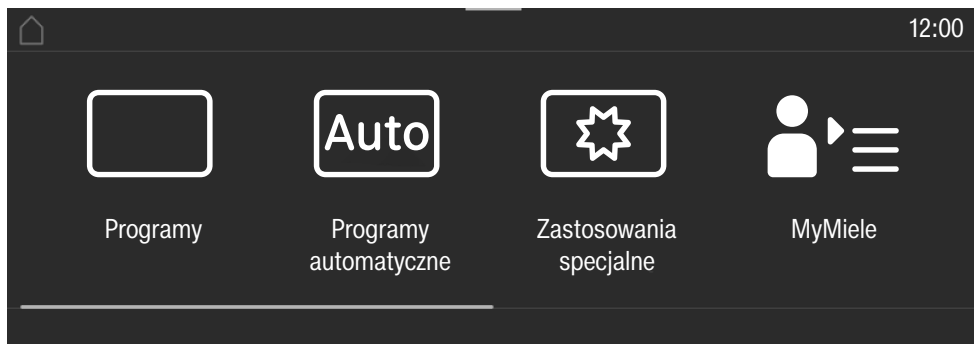 12:00
Auto
Programy
Programy
automatyczne
Zastosowania
specjalne
MyMiele